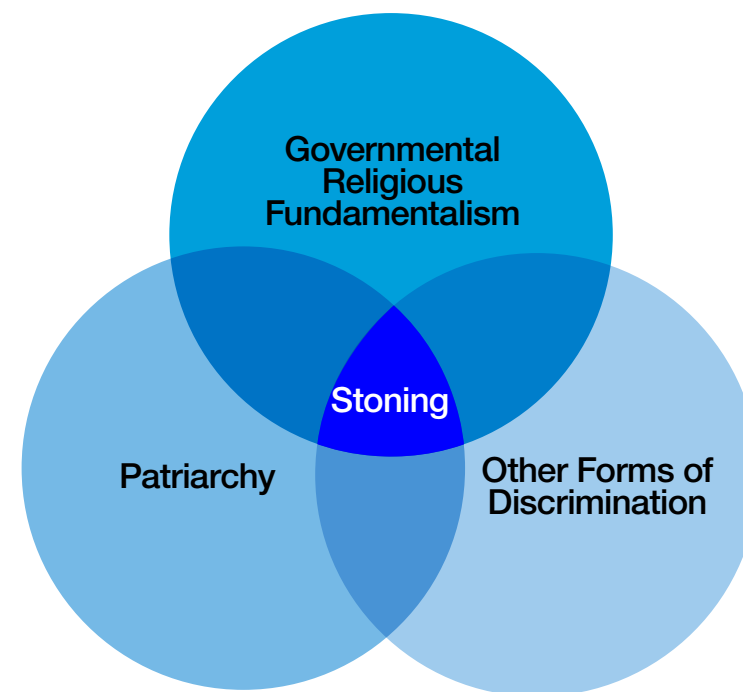 Governmental
Religious
Fundamentalism
Stoning
Patriarchy
Other Forms of
Discrimination